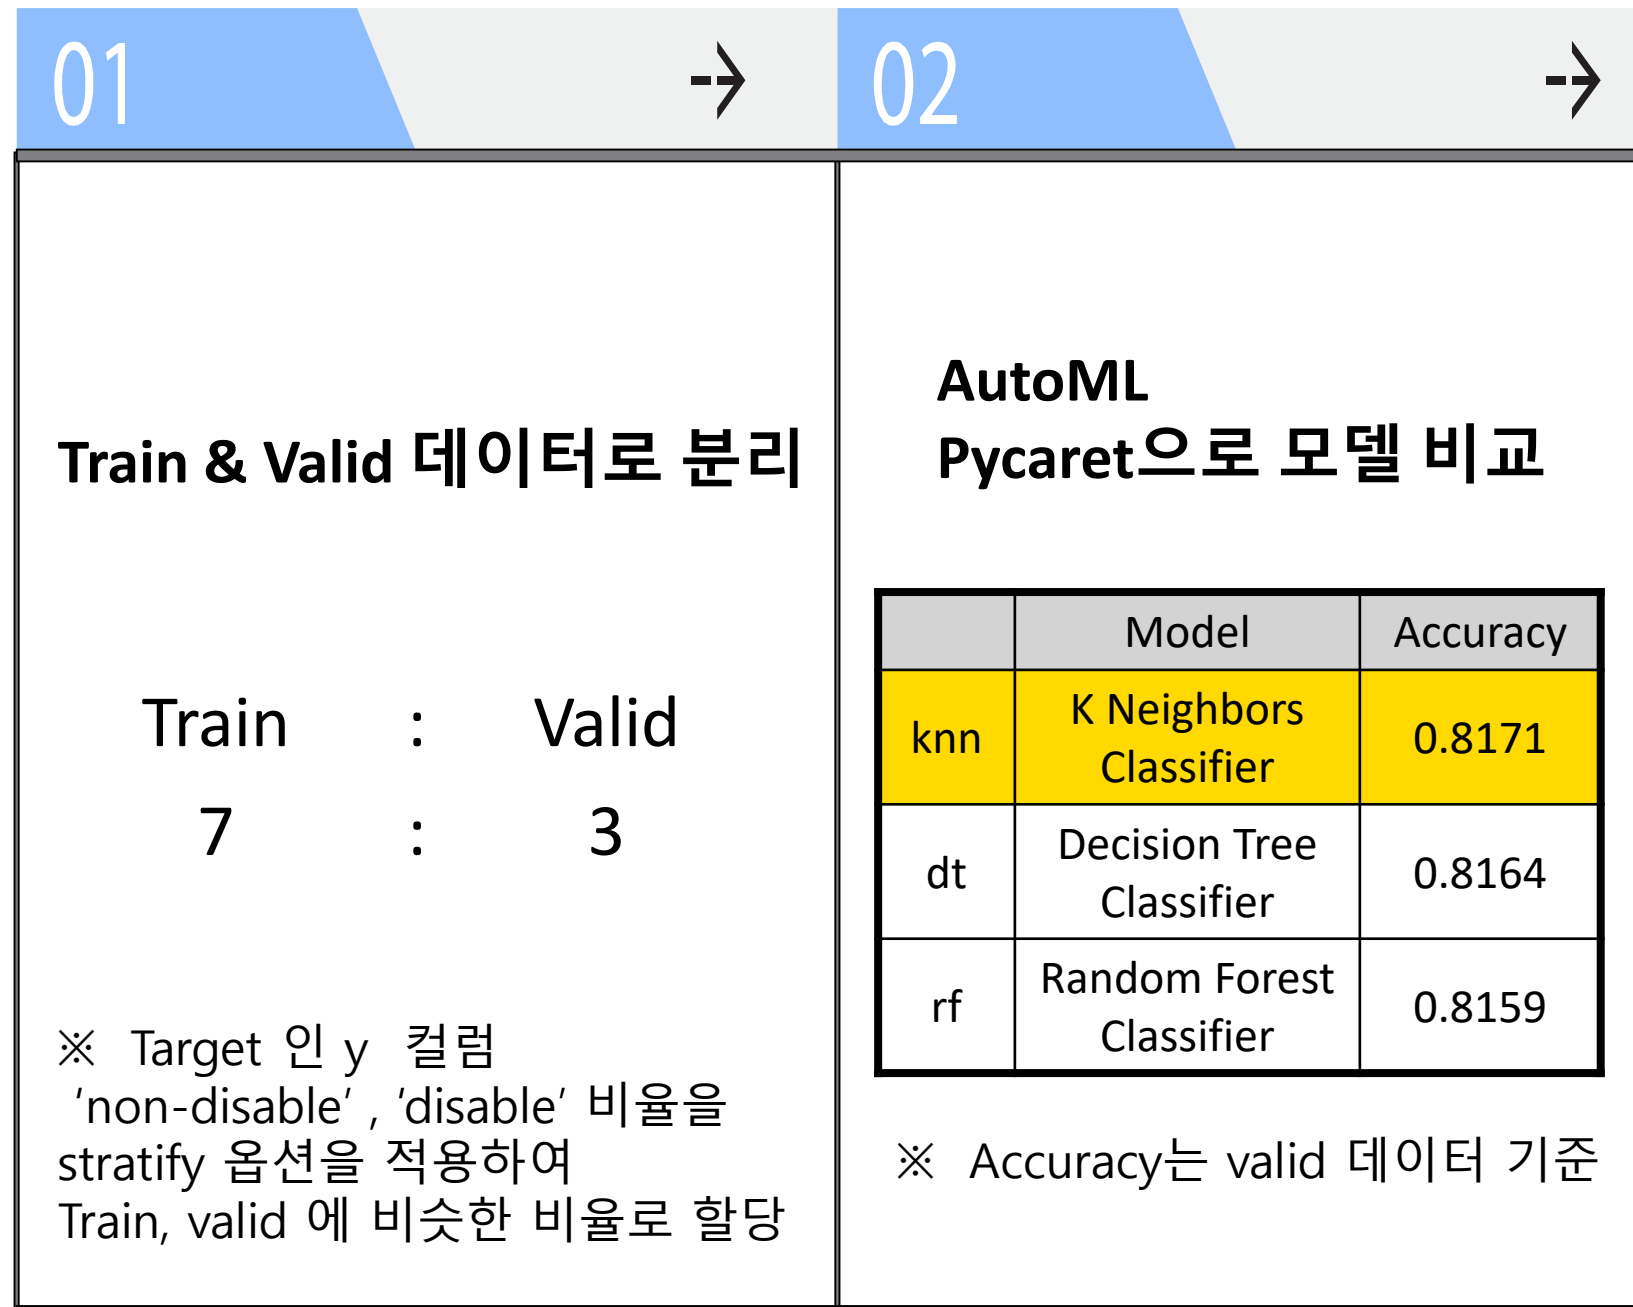 01
Train & Valid 데이터로 분리
Train : Valid
7 : 3
※ Target 인 y 컬럼
‘non-disable’ , ‘disable’ 비율을
stratify 옵션을 적용하여
Train, valid 에 비슷한 비율로 할당
02
AutoML
Pycaret으로 모델 비교
Model Accuracy
knn K Neighbors Classifier 0.8171
dt Decision Tree Classifier 0.8164
rf Random Forest Classifier 0.8159
※ Accuracy는 valid 데이터 기준